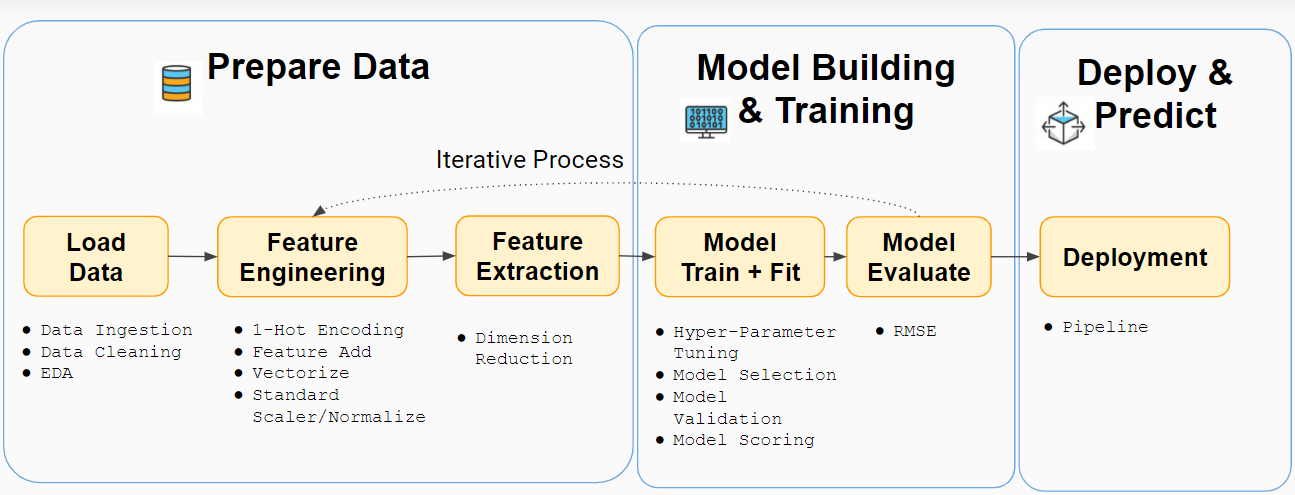 Prepare Data
Model Building
& Training
101100
001010
010101
Deploy &
Predict
Iterative Process
Load
Data
Feature
Engineering
Feature
Extraction
Model
Train + Fit
Model
Evaluate
Deployment
● Data Ingestion
● Data Cleaning
● EDA
● 1-Hot Encoding
● Feature Add
● Vectorize
● Standard
Scaler/Normalize
● Dimension
Reduction
● Hyper-Parameter
Tuning
● Model Selection
● Model
Validation
● Model Scoring
● RMSE
● Pipeline